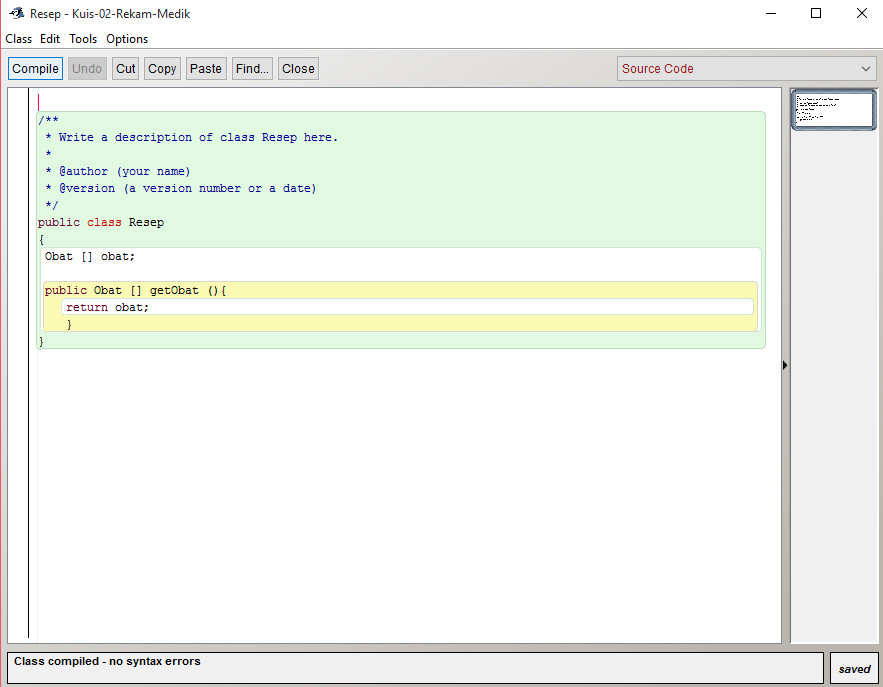 Resep - Kuis-02-Rekam-Medik
Class Edit Tools Options
Compile Undo Cut Copy Paste Find... Close Source Code
/**
 * Write a description of class Resep here.
 *
 * @author (your name)
 * @version (a version number or a date)
 */
public class Resep
{
 Obat [] obat;
 public Obat [] getObat (){
    return obat;
    }
}
Class compiled - no syntax errors
saved